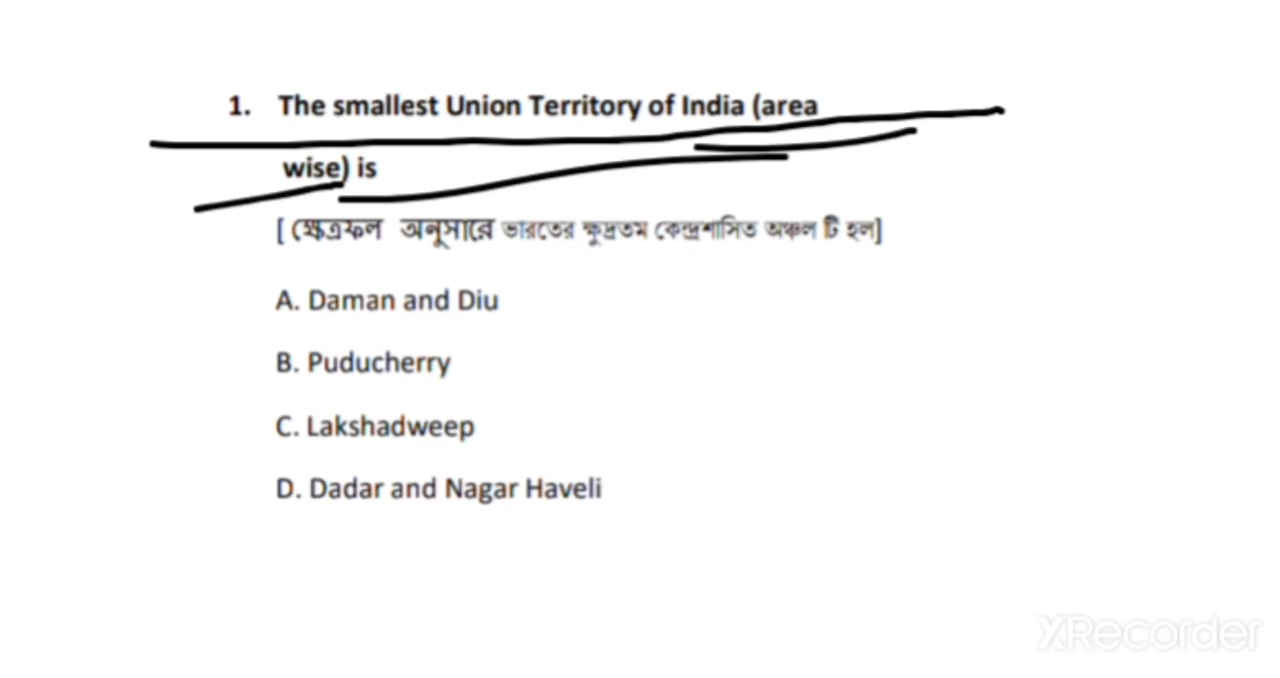 1. The smallest Union Territory of India (area
wise) is
[ ক্ষেত্রফল অনুসারে ভারতের ক্ষুদ্রতম কেন্দ্রশাসিত অঞ্চল টি হল]
A. Daman and Diu
B. Puducherry
C. Lakshadweep
D. Dadar and Nagar Haveli
XRecorder